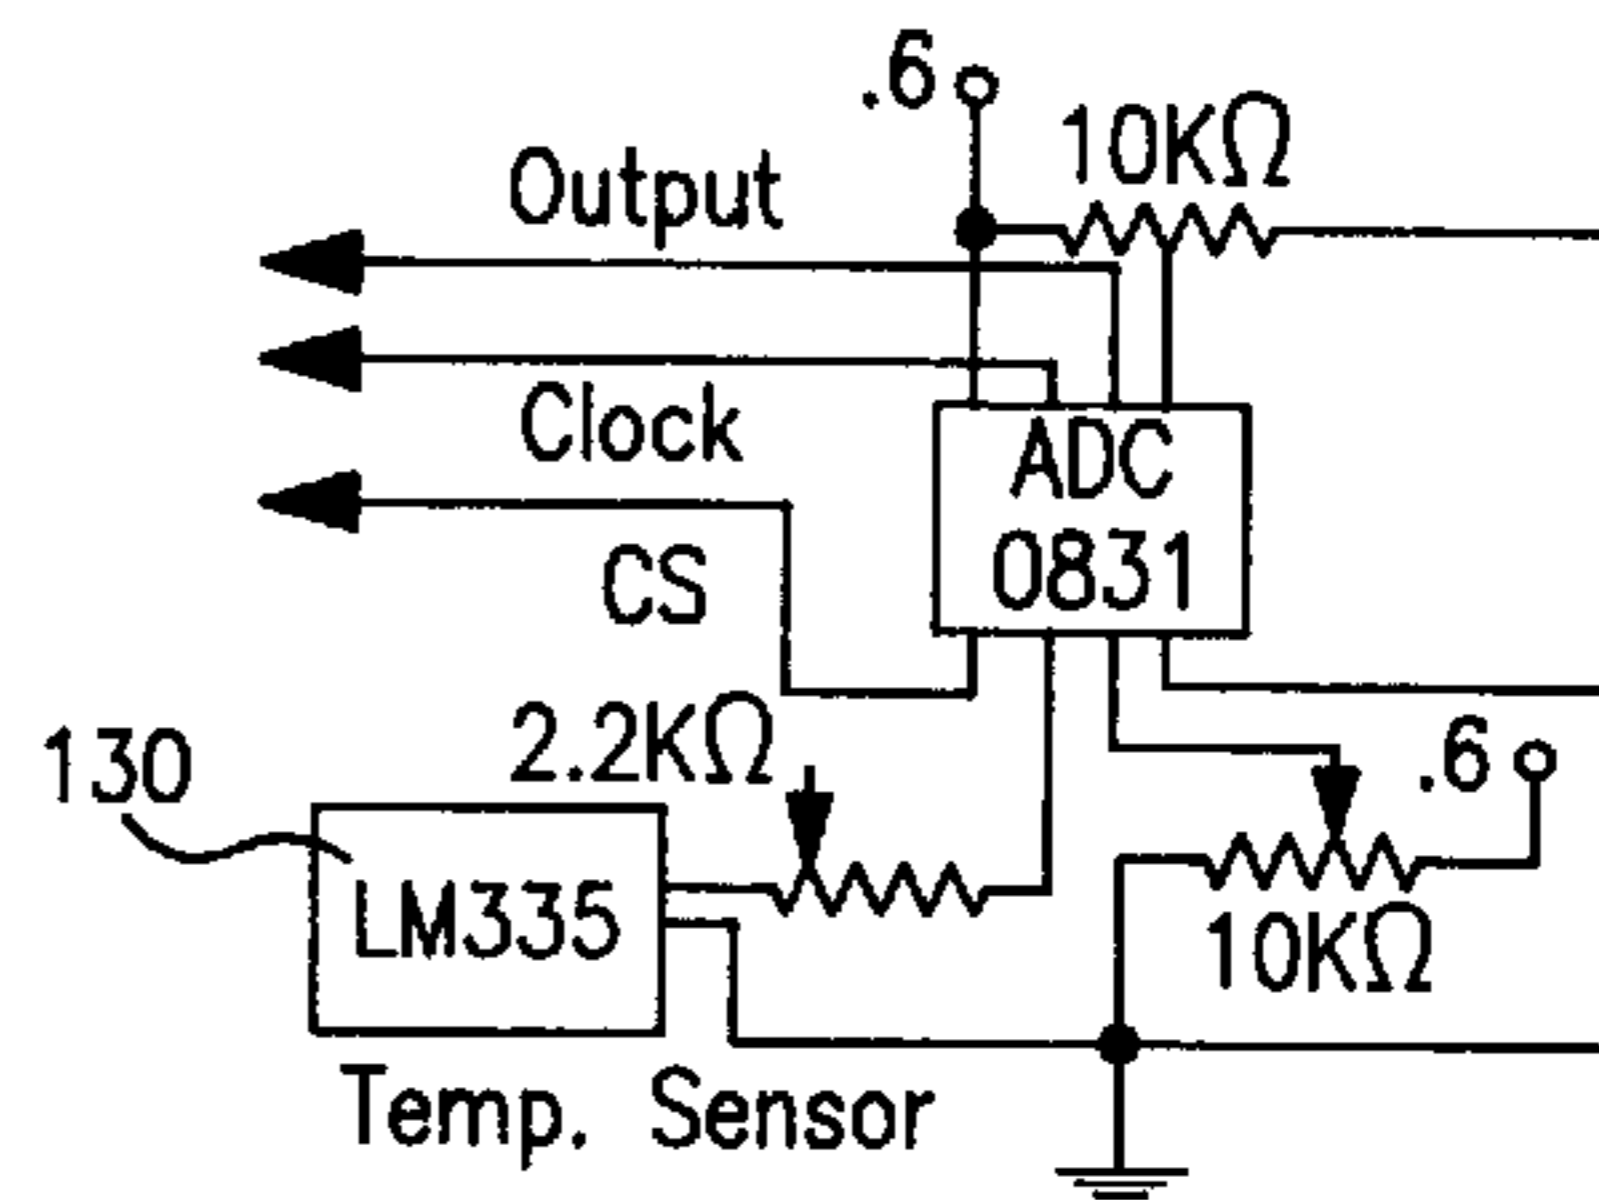 .6
10KΩ
Output
Clock
ADC
0831
CS
2.2KΩ
130
.6
LM335
10KΩ
Temp. Sensor